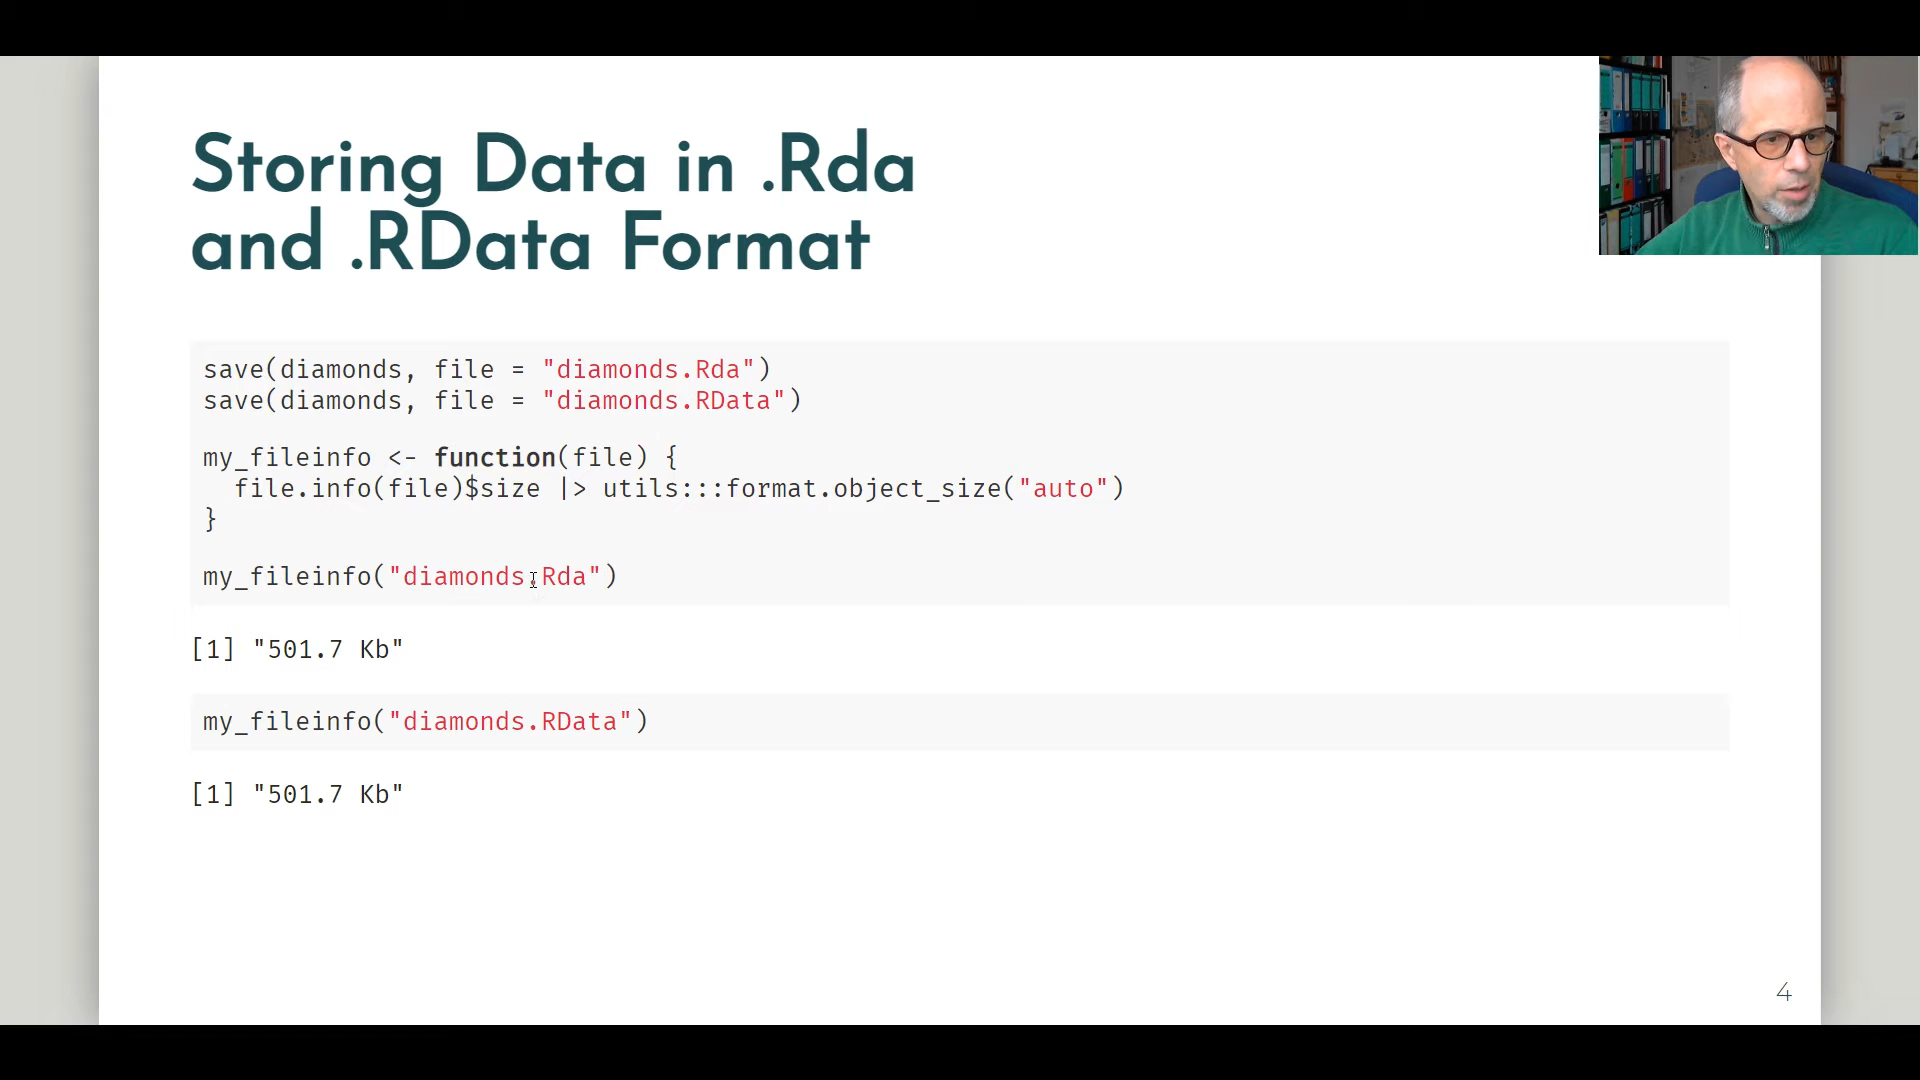 Storing Data in .Rda
and .RData Format
save(diamonds, file = "diamonds.Rda")
save(diamonds, file = "diamonds.RData")
my_fileinfo <- function(file) {
  file.info(file)$size |> utils:::format.object_size("auto")
}
my_fileinfo("diamonds.Rda")
[1] "501.7 Kb"
my_fileinfo("diamonds.RData")
[1] "501.7 Kb"
4